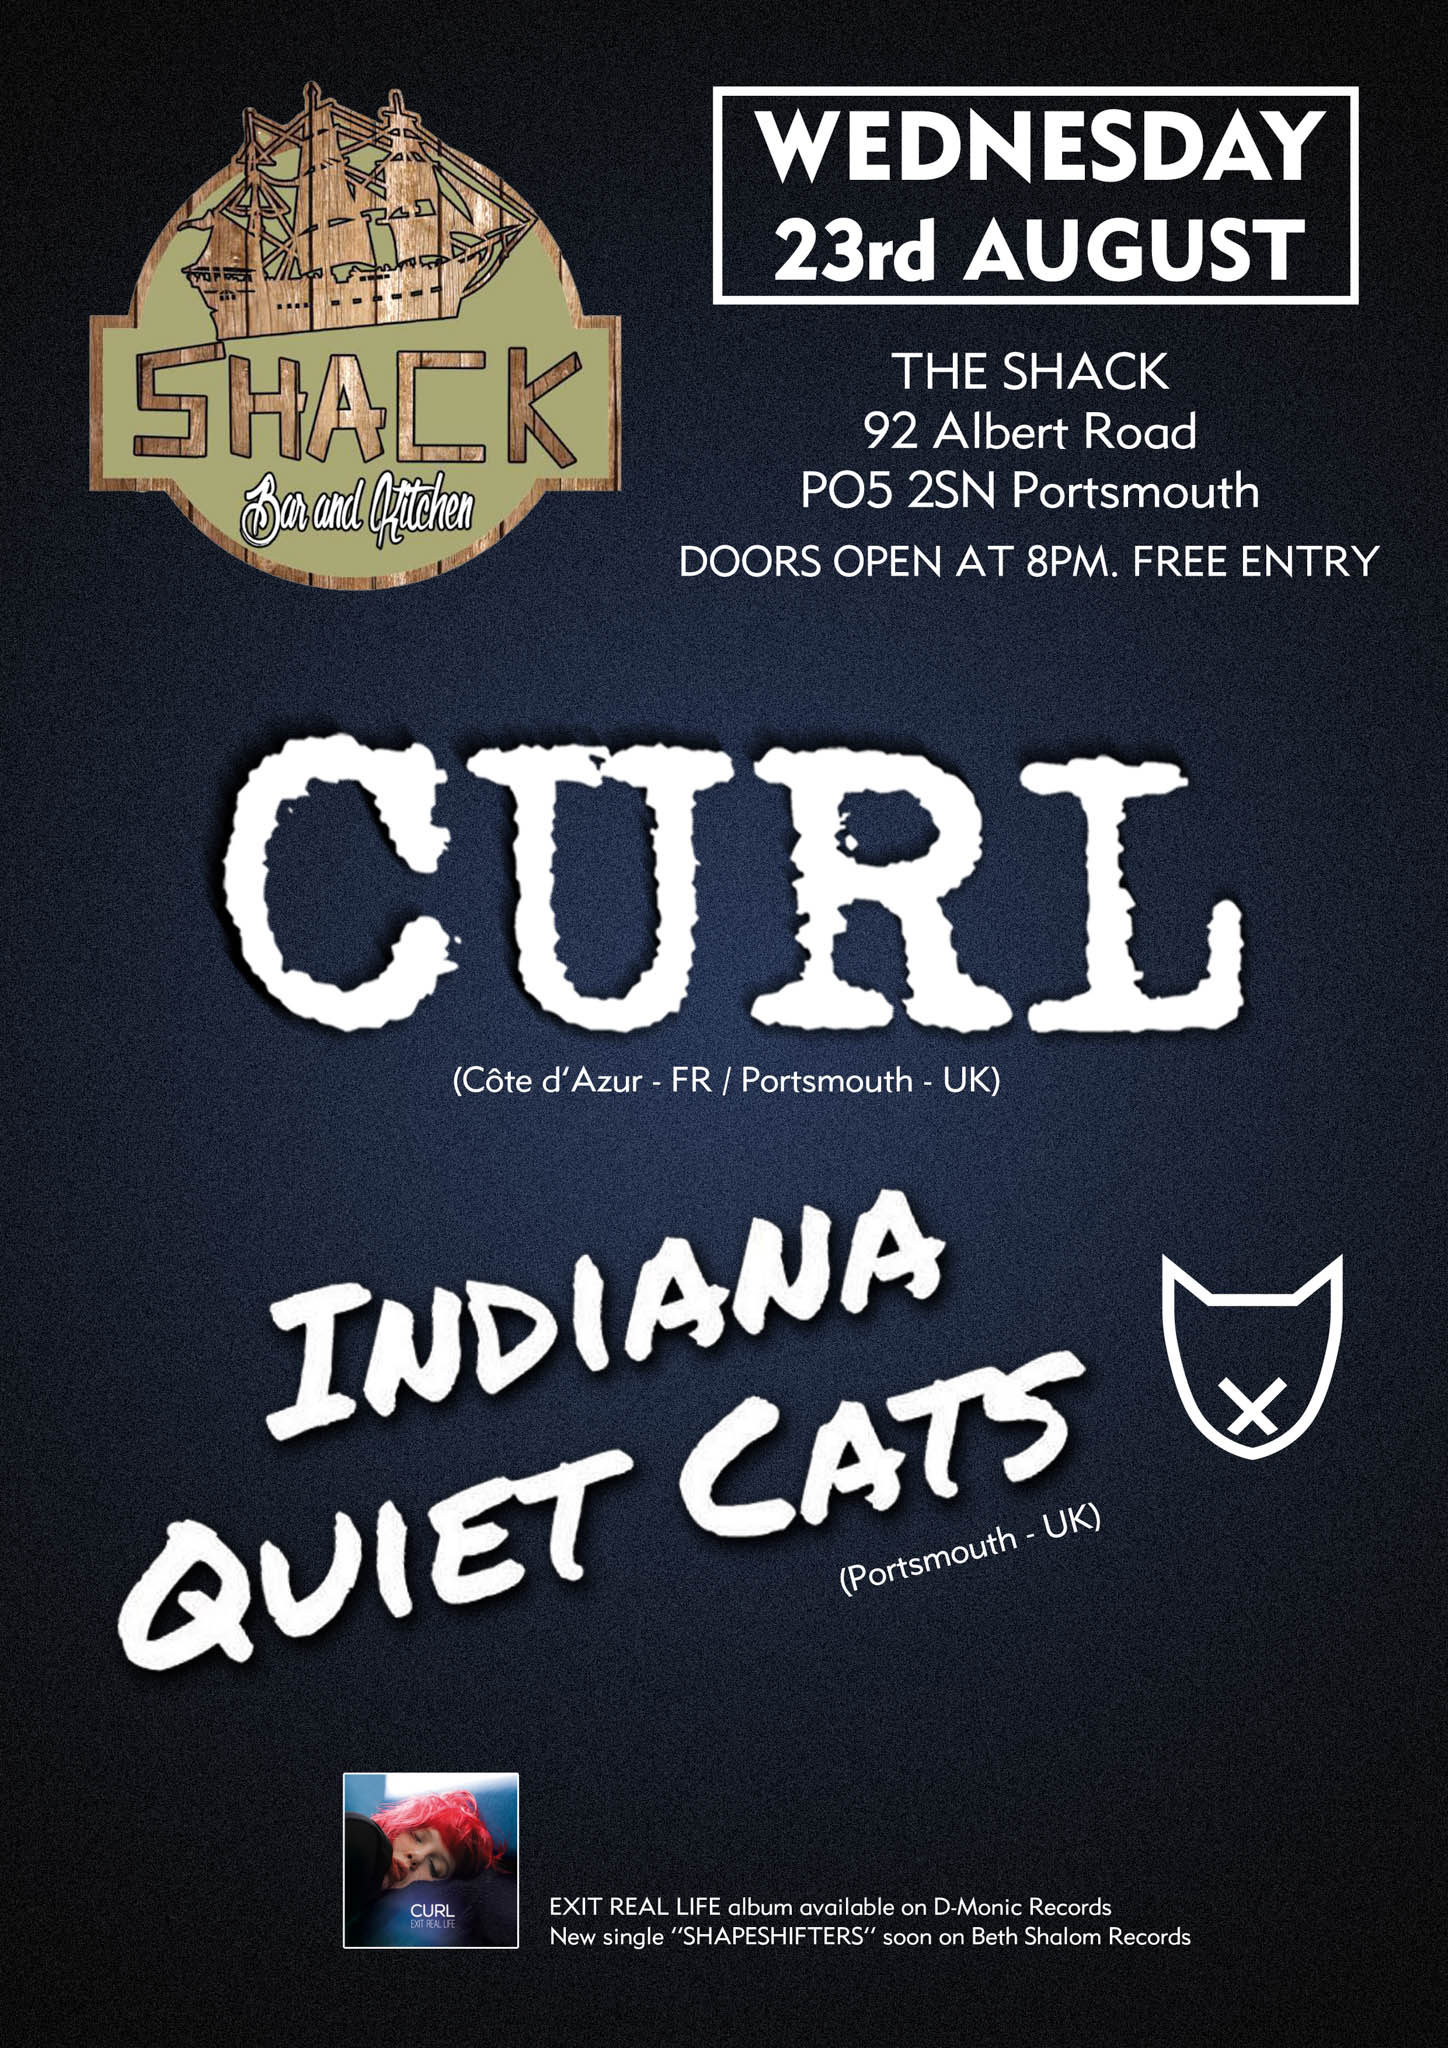 SHACK
Bar and Kitchen
WEDNESDAY
23rd AUGUST
THE SHACK
92 Albert Road
PO5 2SN Portsmouth
DOORS OPEN AT 8PM. FREE ENTRY
CURL
(Côte d'Azur - FR / Portsmouth - UK)
INDIANA
QUIET CATS
(Portsmouth - UK)
CURL
EXIT REAL LIFE
EXIT REAL LIFE album available on D-Monic Records
New single "SHAPESHIFTERS" soon on Beth Shalom Records